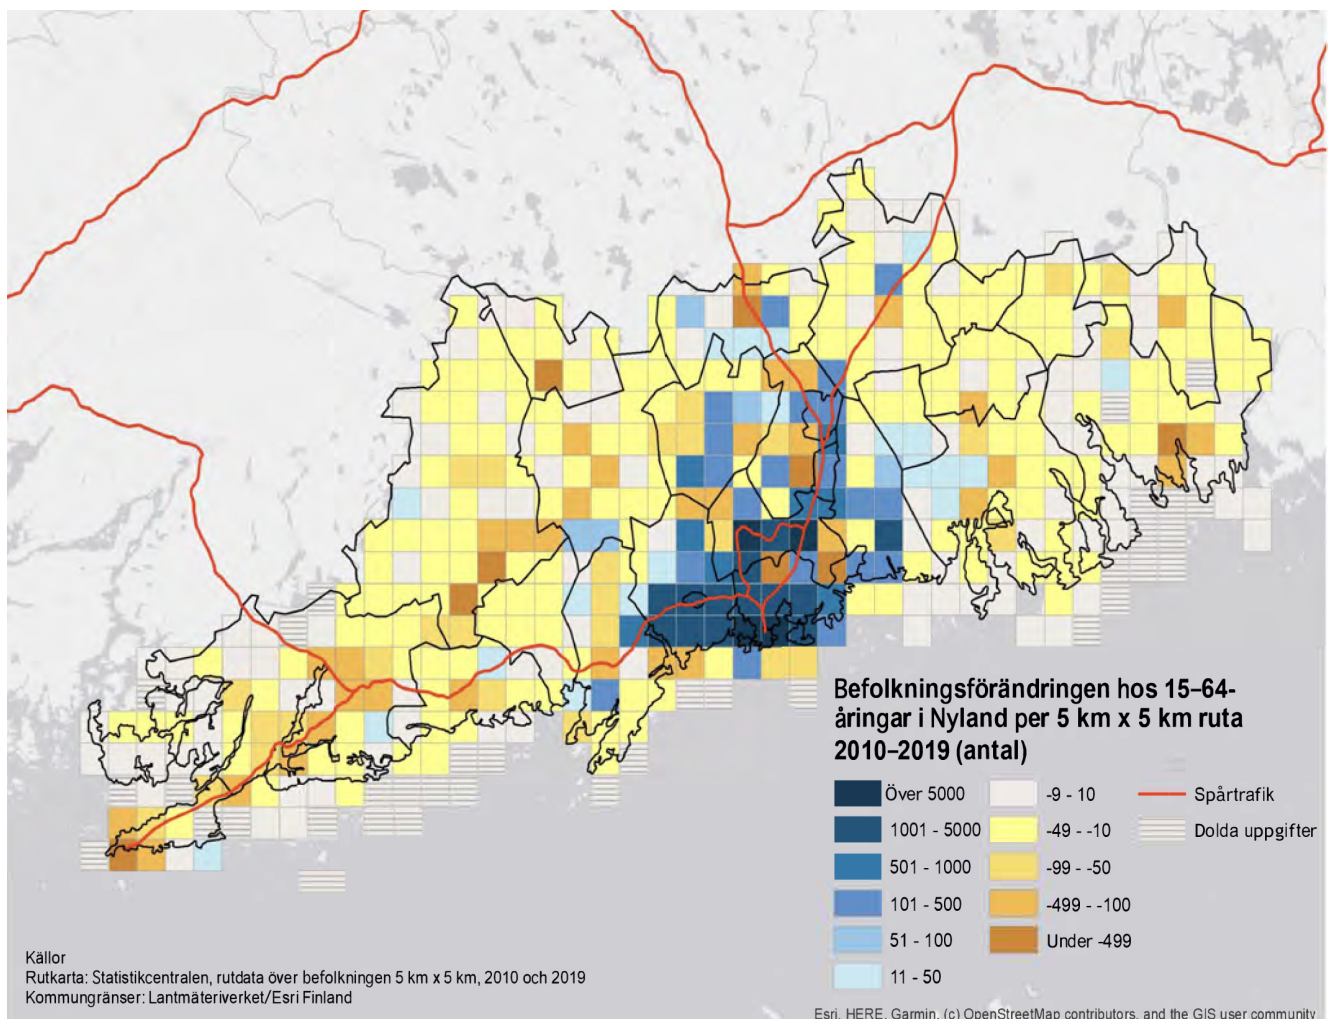 Befolkningsförändringen hos 15–64-
åringar i Nyland per 5 km x 5 km ruta
2010–2019 (antal)
Över 5000
1001 - 5000
501 - 1000
101 - 500
51 - 100
11 - 50
-9 - 10
-49 - -10
-99 - -50
-499 - -100
Under -499
Spårtrafik
Dolda uppgifter
Källor
Rutkarta: Statistikcentralen, rutdata över befolkningen 5 km x 5 km, 2010 och 2019
Kommungränser: Lantmäteriverket/Esri Finland
Esri, HERE, Garmin, (c) OpenStreetMap contributors, and the GIS user community